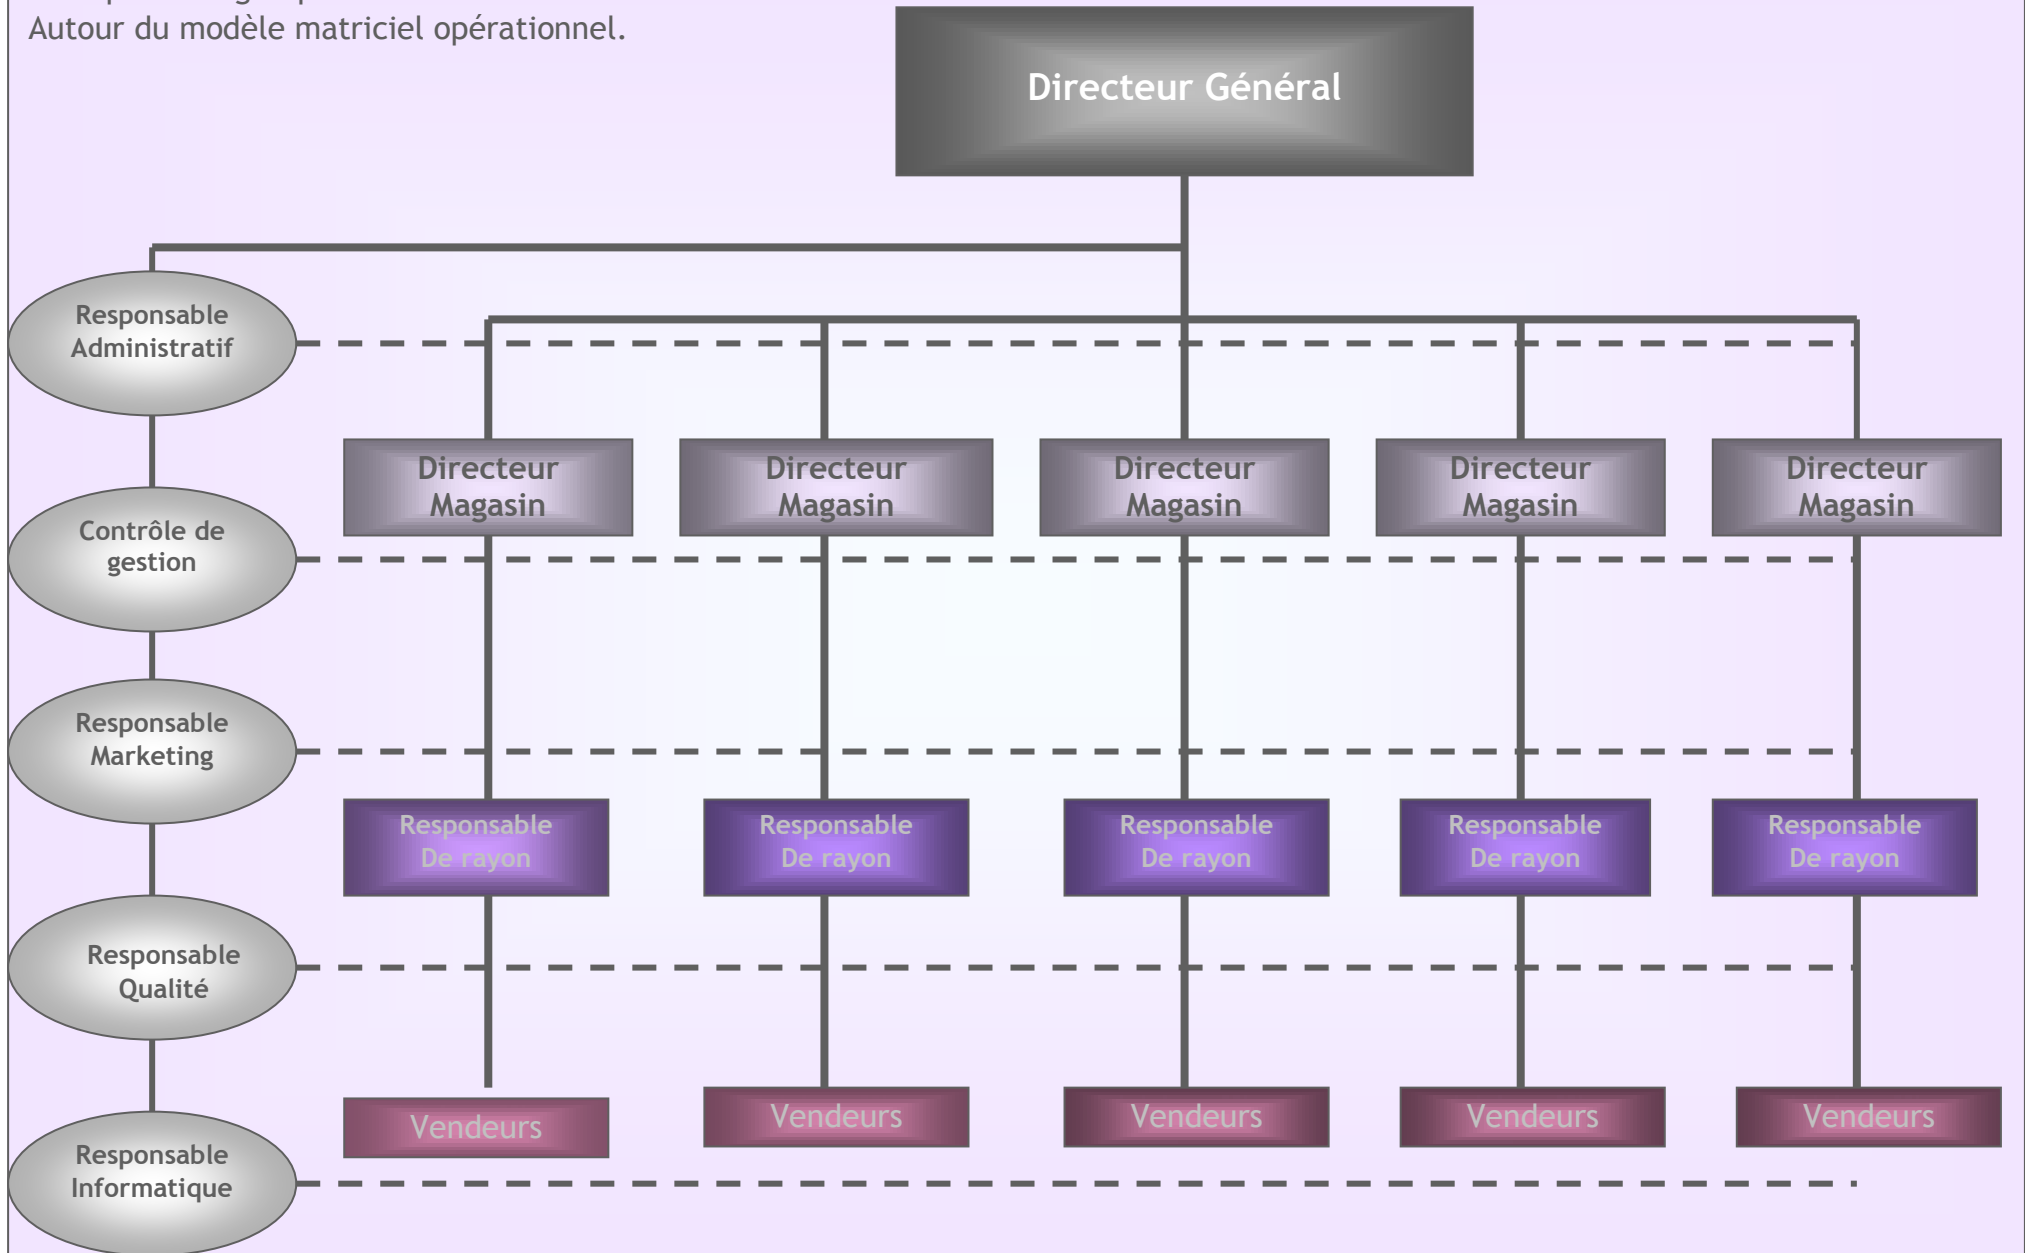 Autour du modèle matriciel opérationnel.
Directeur Général
Responsable
Administratif
Directeur
Magasin
Directeur
Magasin
Directeur
Magasin
Directeur
Magasin
Directeur
Magasin
Contrôle de
gestion
Responsable
Marketing
Responsable
De rayon
Responsable
De rayon
Responsable
De rayon
Responsable
De rayon
Responsable
De rayon
Responsable
Qualité
Vendeurs
Vendeurs
Vendeurs
Vendeurs
Vendeurs
Responsable
Informatique